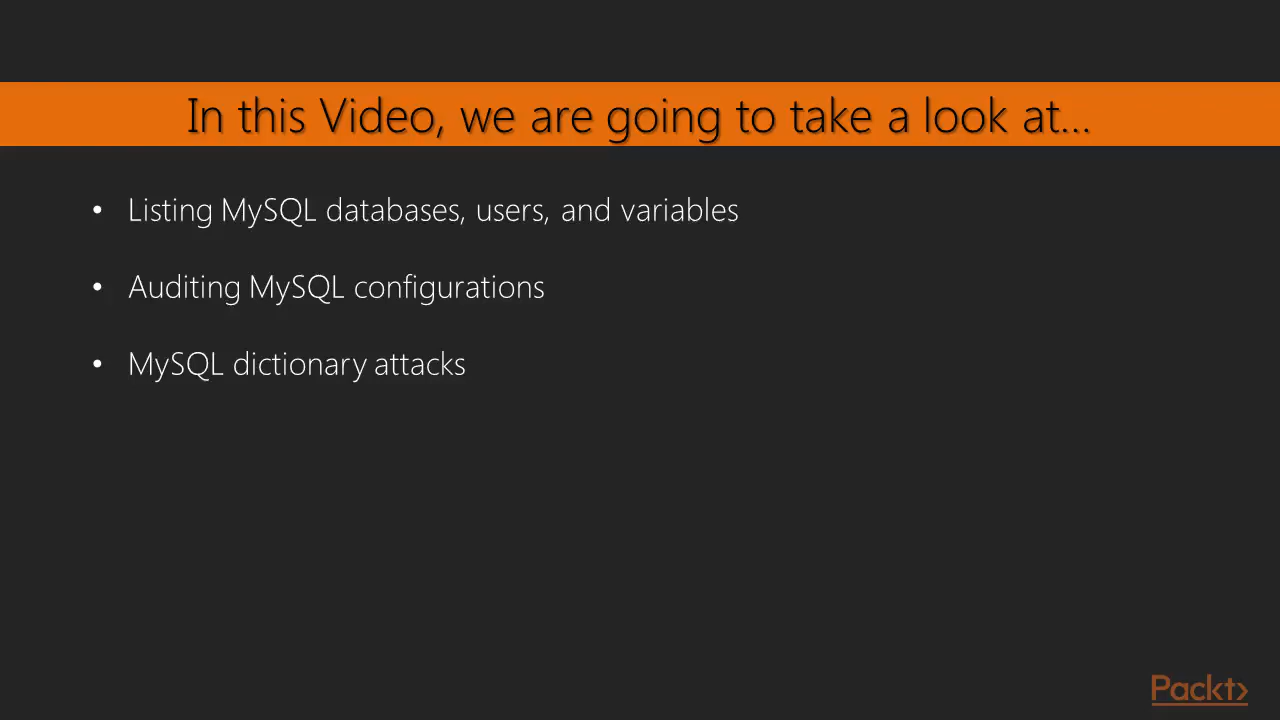 In this Video, we are going to take a look at...
• Listing MySQL databases, users, and variables
• Auditing MySQL configurations
• MySQL dictionary attacks
Packt>